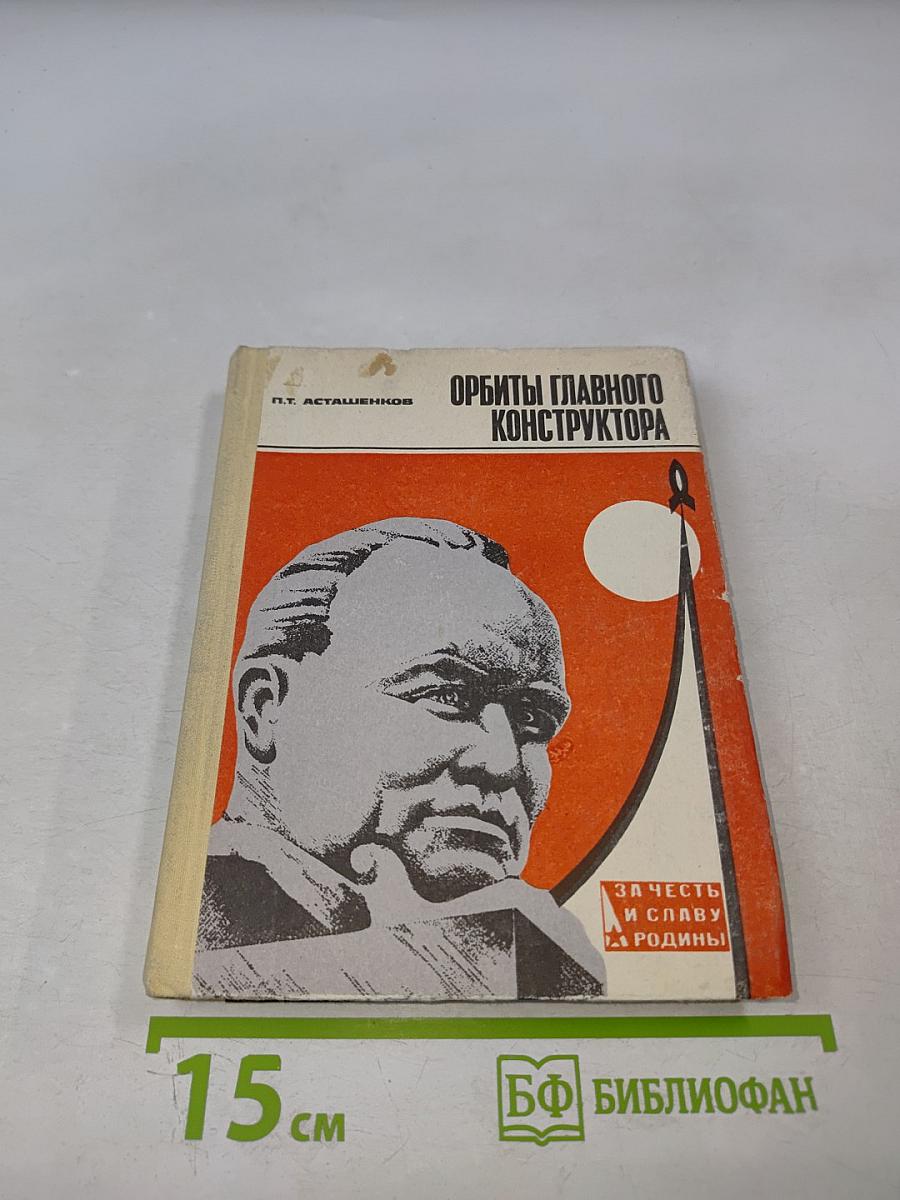 П.Т. АСТАШЕНКОВ
ОРБИТЫ ГЛАВНОГО
КОНСТРУКТОРА
ЗА ЧЕСТЬ
И СЛАВУ
РОДИНЫ
15 см
БФ БИБЛИОФАН